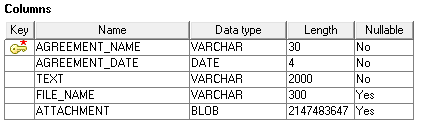 Columns
Key Name Data type Length Nullable
AGREEMENT_NAME VARCHAR 30 No
AGREEMENT_DATE DATE 4 No
TEXT VARCHAR 2000 No
FILE_NAME VARCHAR 300 Yes
ATTACHMENT BLOB 2147483647 Yes